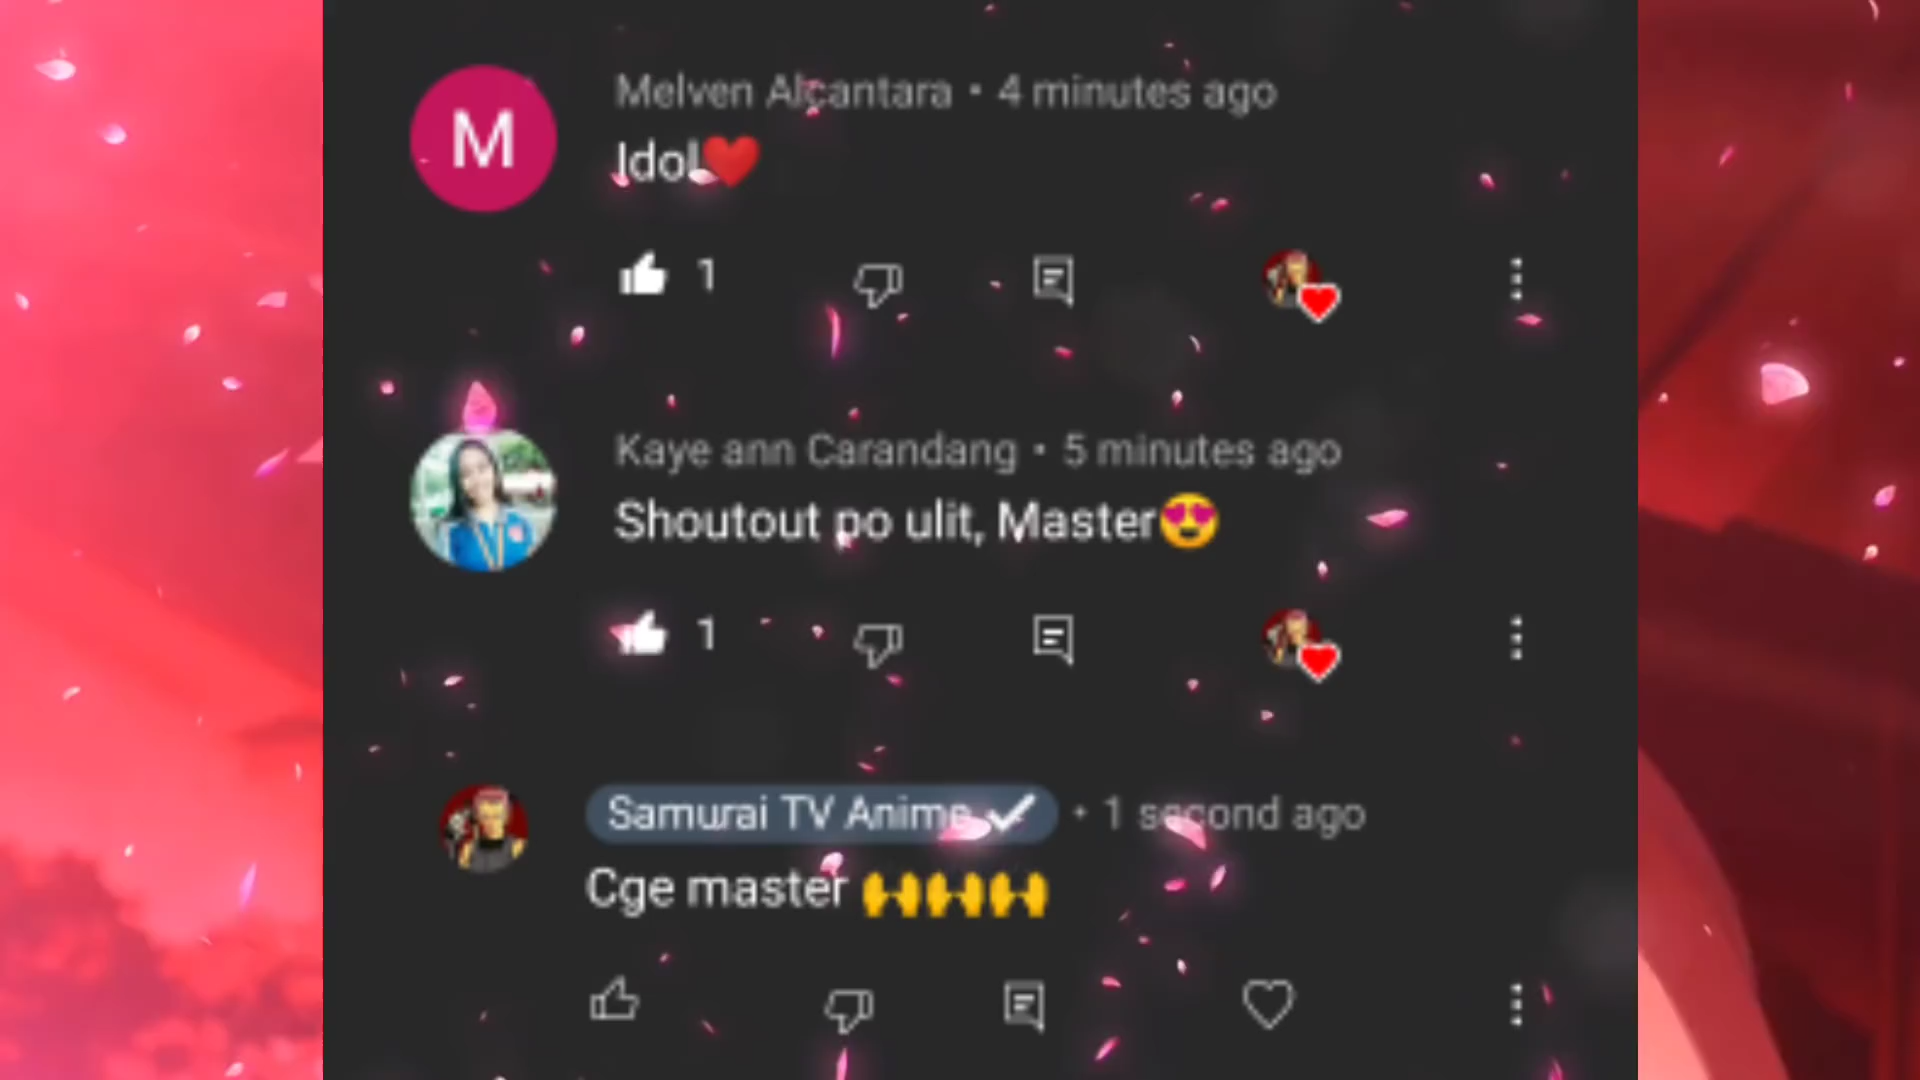 M
Melven Alcantara • 4 minutes ago
Idol❤️
1
Kaye ann Carandang • 5 minutes ago
Shoutout po ulit, Master😍
1
Samurai TV Anime ✓ • 1 second ago
Cge master 🙌🙌🙌